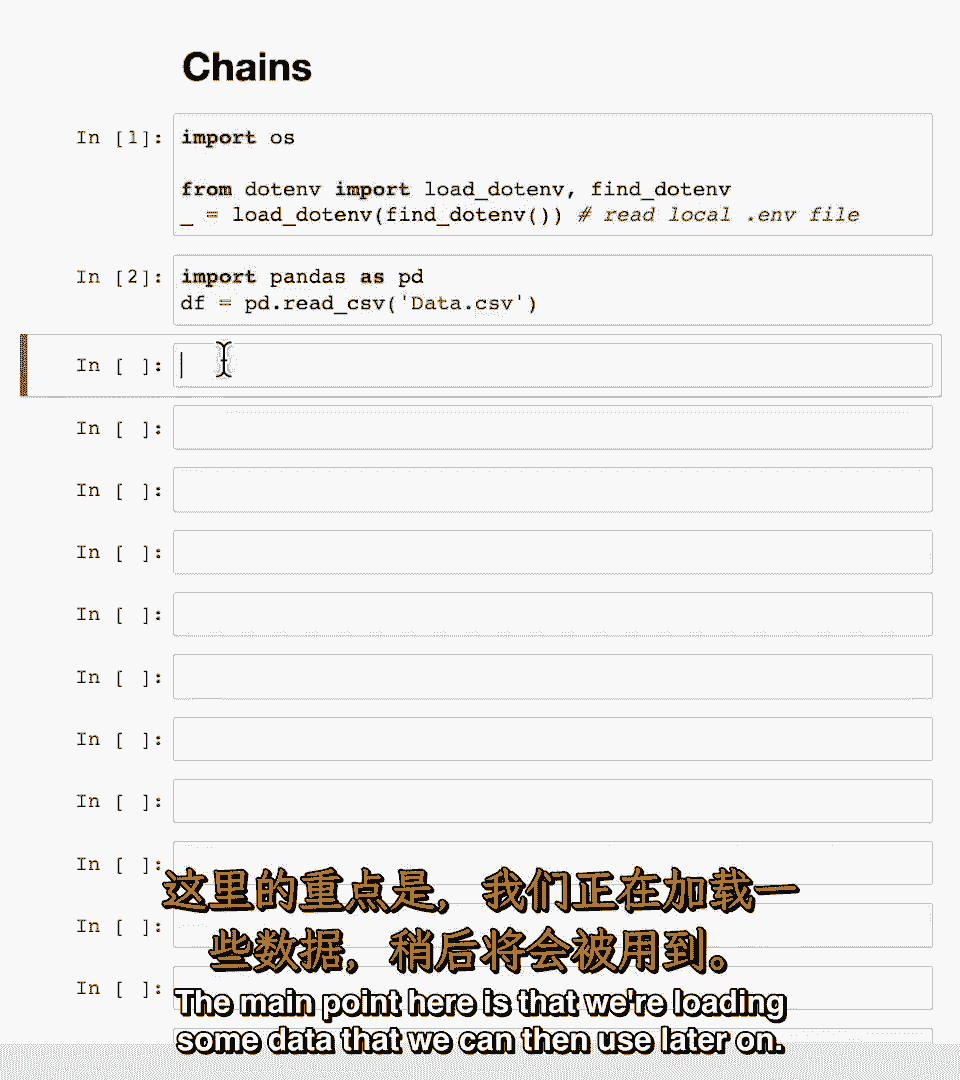 Chains
In [1]:
import os
from dotenv import load_dotenv, find_dotenv
_ = load_dotenv(find_dotenv()) # read local .env file
In [2]:
import pandas as pd
df = pd.read_csv('Data.csv')
In [ ]:
In [ ]:
In [ ]:
In [ ]:
In [ ]:
In [ ]:
In [ ]:
In [ ]:
In [ ]:
In [ ]:
In [ ]:
这里的重点是，我们正在加载一
些数据，稍后将会被用到。
The main point here is that we're loading
some data that we can then use later on.